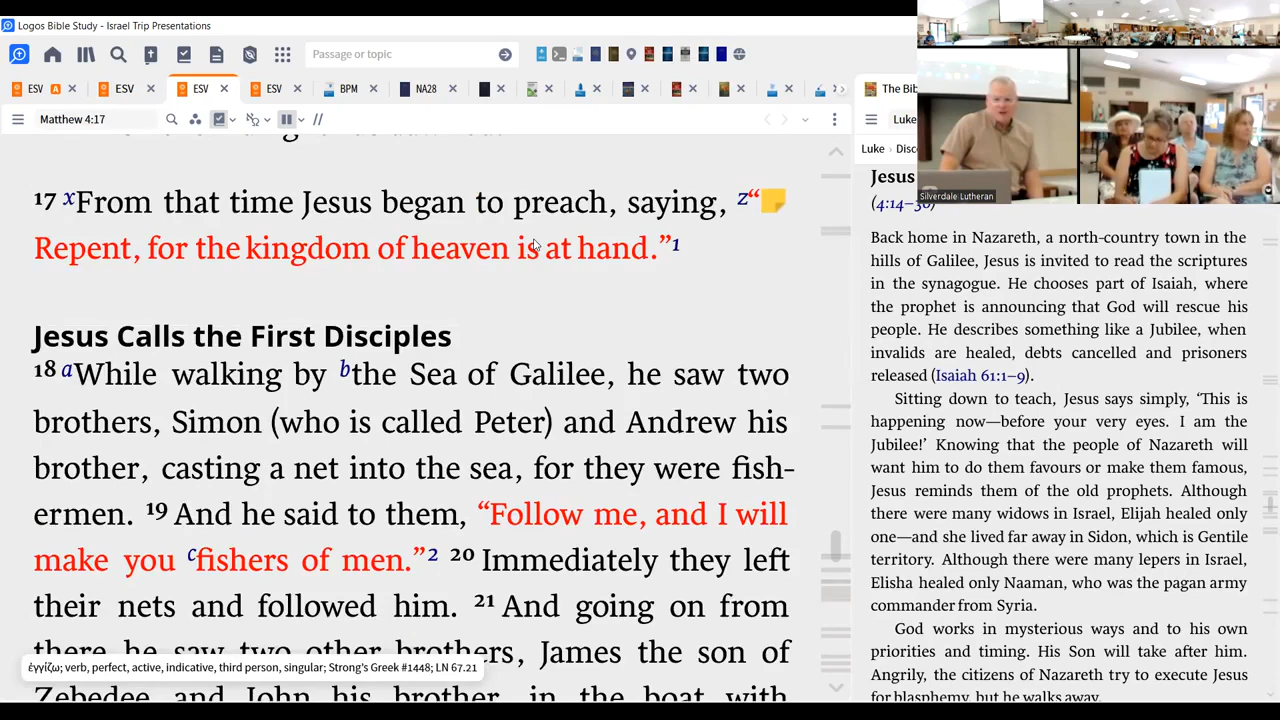 Logos Bible Study - Israel Trip Presentations
Passage or topic
ESV A ESV ESV ESV BPM NA28
The Bib
Matthew 4:17
Luke
Luke › Disc
17 xFrom that time Jesus began to preach, saying, z“
Repent, for the kingdom of heaven is at hand.”1
Jesus Calls the First Disciples
18 aWhile walking by bthe Sea of Galilee, he saw two
brothers, Simon (who is called Peter) and Andrew his
brother, casting a net into the sea, for they were fish-
ermen. 19 And he said to them, “Follow me, and I will
make you cfishers of men.”2 20 Immediately they left
their nets and followed him. 21 And going on from
there he saw two other brothers, James the son of
Zebedee and John his brother, in the boat with
ἐγγίζω; verb, perfect, active, indicative, third person, singular; Strong's Greek #1448; LN 67.21
Silverdale Lutheran
Jesus
(4:14–30)
Back home in Nazareth, a north-country town in the
hills of Galilee, Jesus is invited to read the scriptures
in the synagogue. He chooses part of Isaiah, where
the prophet is announcing that God will rescue his
people. He describes something like a Jubilee, when
invalids are healed, debts cancelled and prisoners
released (Isaiah 61:1–9).
Sitting down to teach, Jesus says simply, ‘This is
happening now—before your very eyes. I am the
Jubilee!’ Knowing that the people of Nazareth will
want him to do them favours or make them famous,
Jesus reminds them of the old prophets. Although
there were many widows in Israel, Elijah healed only
one—and she lived far away in Sidon, which is Gentile
territory. Although there were many lepers in Israel,
Elisha healed only Naaman, who was the pagan army
commander from Syria.
God works in mysterious ways and to his own
priorities and timing. His Son will take after him.
Angrily, the citizens of Nazareth try to execute Jesus
for blasphemy, but he walks away.